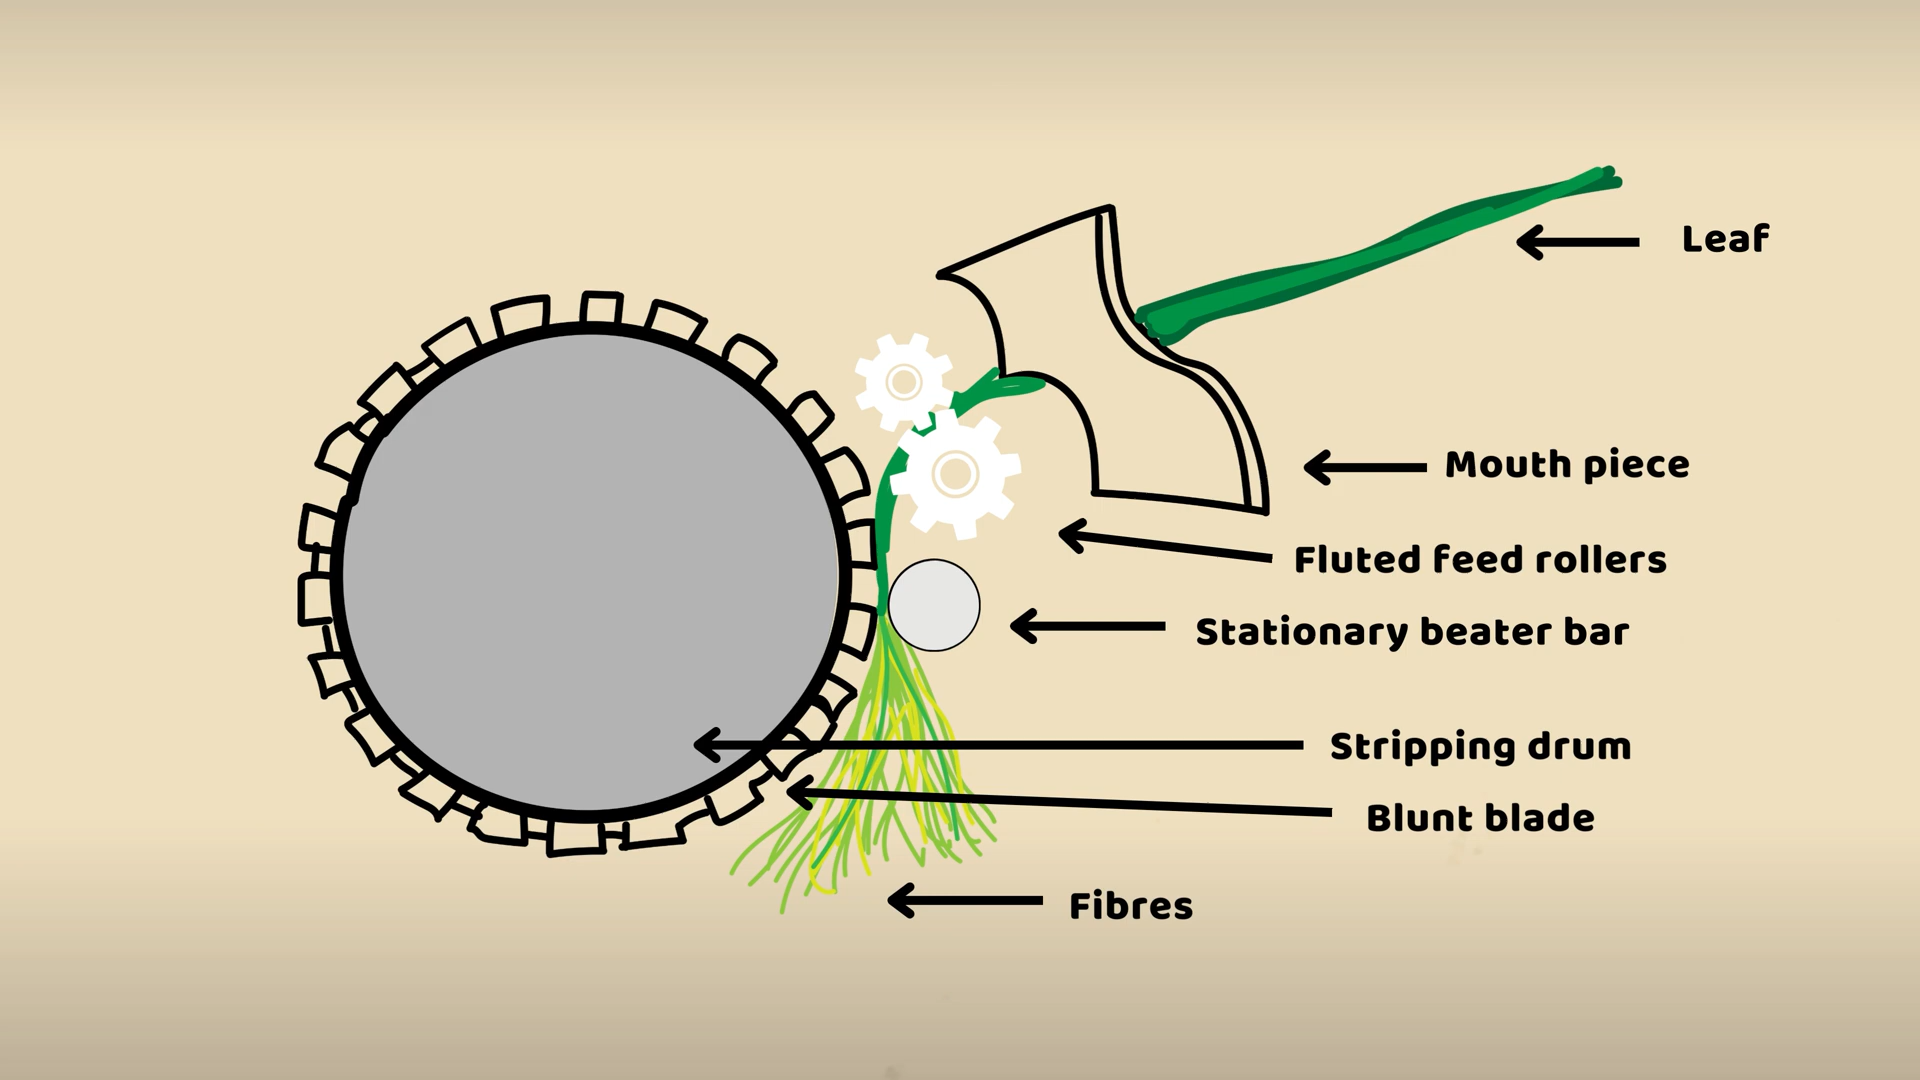 Leaf
Mouth piece
Fluted feed rollers
Stationary beater bar
Stripping drum
Blunt blade
Fibres